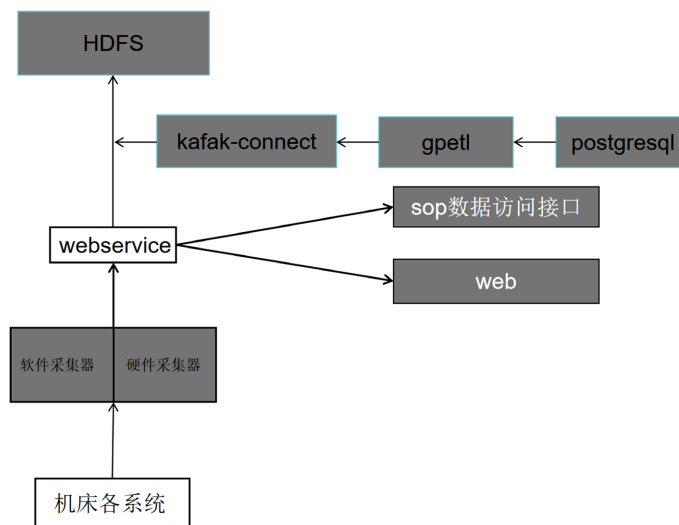 HDFS
kafak-connect
gpetl
postgresql
sop数据访问接口
webservice
web
软件采集器
硬件采集器
机床各系统